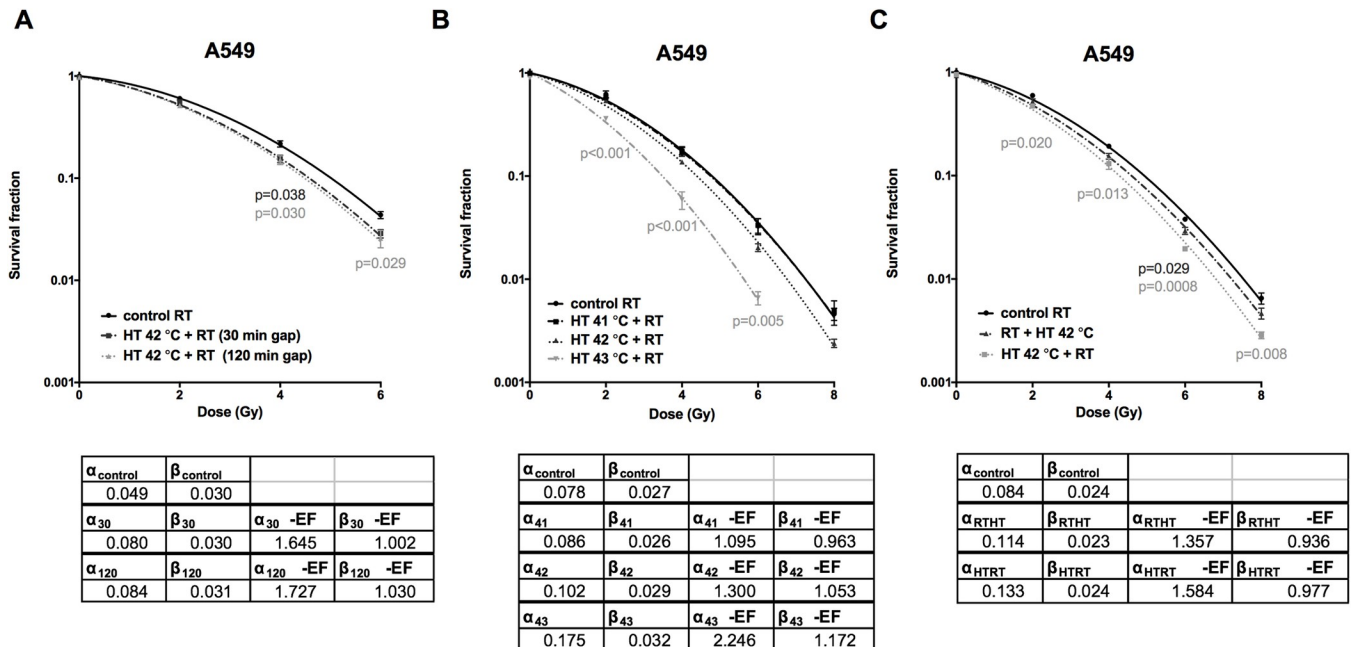 A
A549
Survival fraction
1
0.1
0.01
0.001
p=0.038
p=0.030
p=0.029
control RT
HT 42 °C + RT (30 min gap)
HT 42 °C + RT (120 min gap)
0 2 4 6
Dose (Gy)
αcontrol βcontrol
0.049 0.030
α30 β30 α30 -EF β30 -EF
0.080 0.030 1.645 1.002
α120 β120 α120 -EF β120 -EF
0.084 0.031 1.727 1.030
B
A549
Survival fraction
1
0.1
0.01
0.001
p<0.001
p<0.001
p=0.005
control RT
HT 41 °C + RT
HT 42 °C + RT
HT 43 °C + RT
0 2 4 6 8
Dose (Gy)
αcontrol βcontrol
0.078 0.027
α41 β41 α41 -EF β41 -EF
0.086 0.026 1.095 0.963
α42 β42 α42 -EF β42 -EF
0.102 0.029 1.300 1.053
α43 β43 α43 -EF β43 -EF
0.175 0.032 2.246 1.172
C
A549
Survival fraction
1
0.1
0.01
0.001
p=0.020
p=0.013
p=0.029
p=0.0008
p=0.008
control RT
RT + HT 42 °C
HT 42 °C + RT
0 2 4 6 8
Dose (Gy)
αcontrol βcontrol
0.084 0.024
αRTHT βRTHT αRTHT -EF βRTHT -EF
0.114 0.023 1.357 0.936
αHTRT βHTRT αHTRT -EF βHTRT -EF
0.133 0.024 1.584 0.977